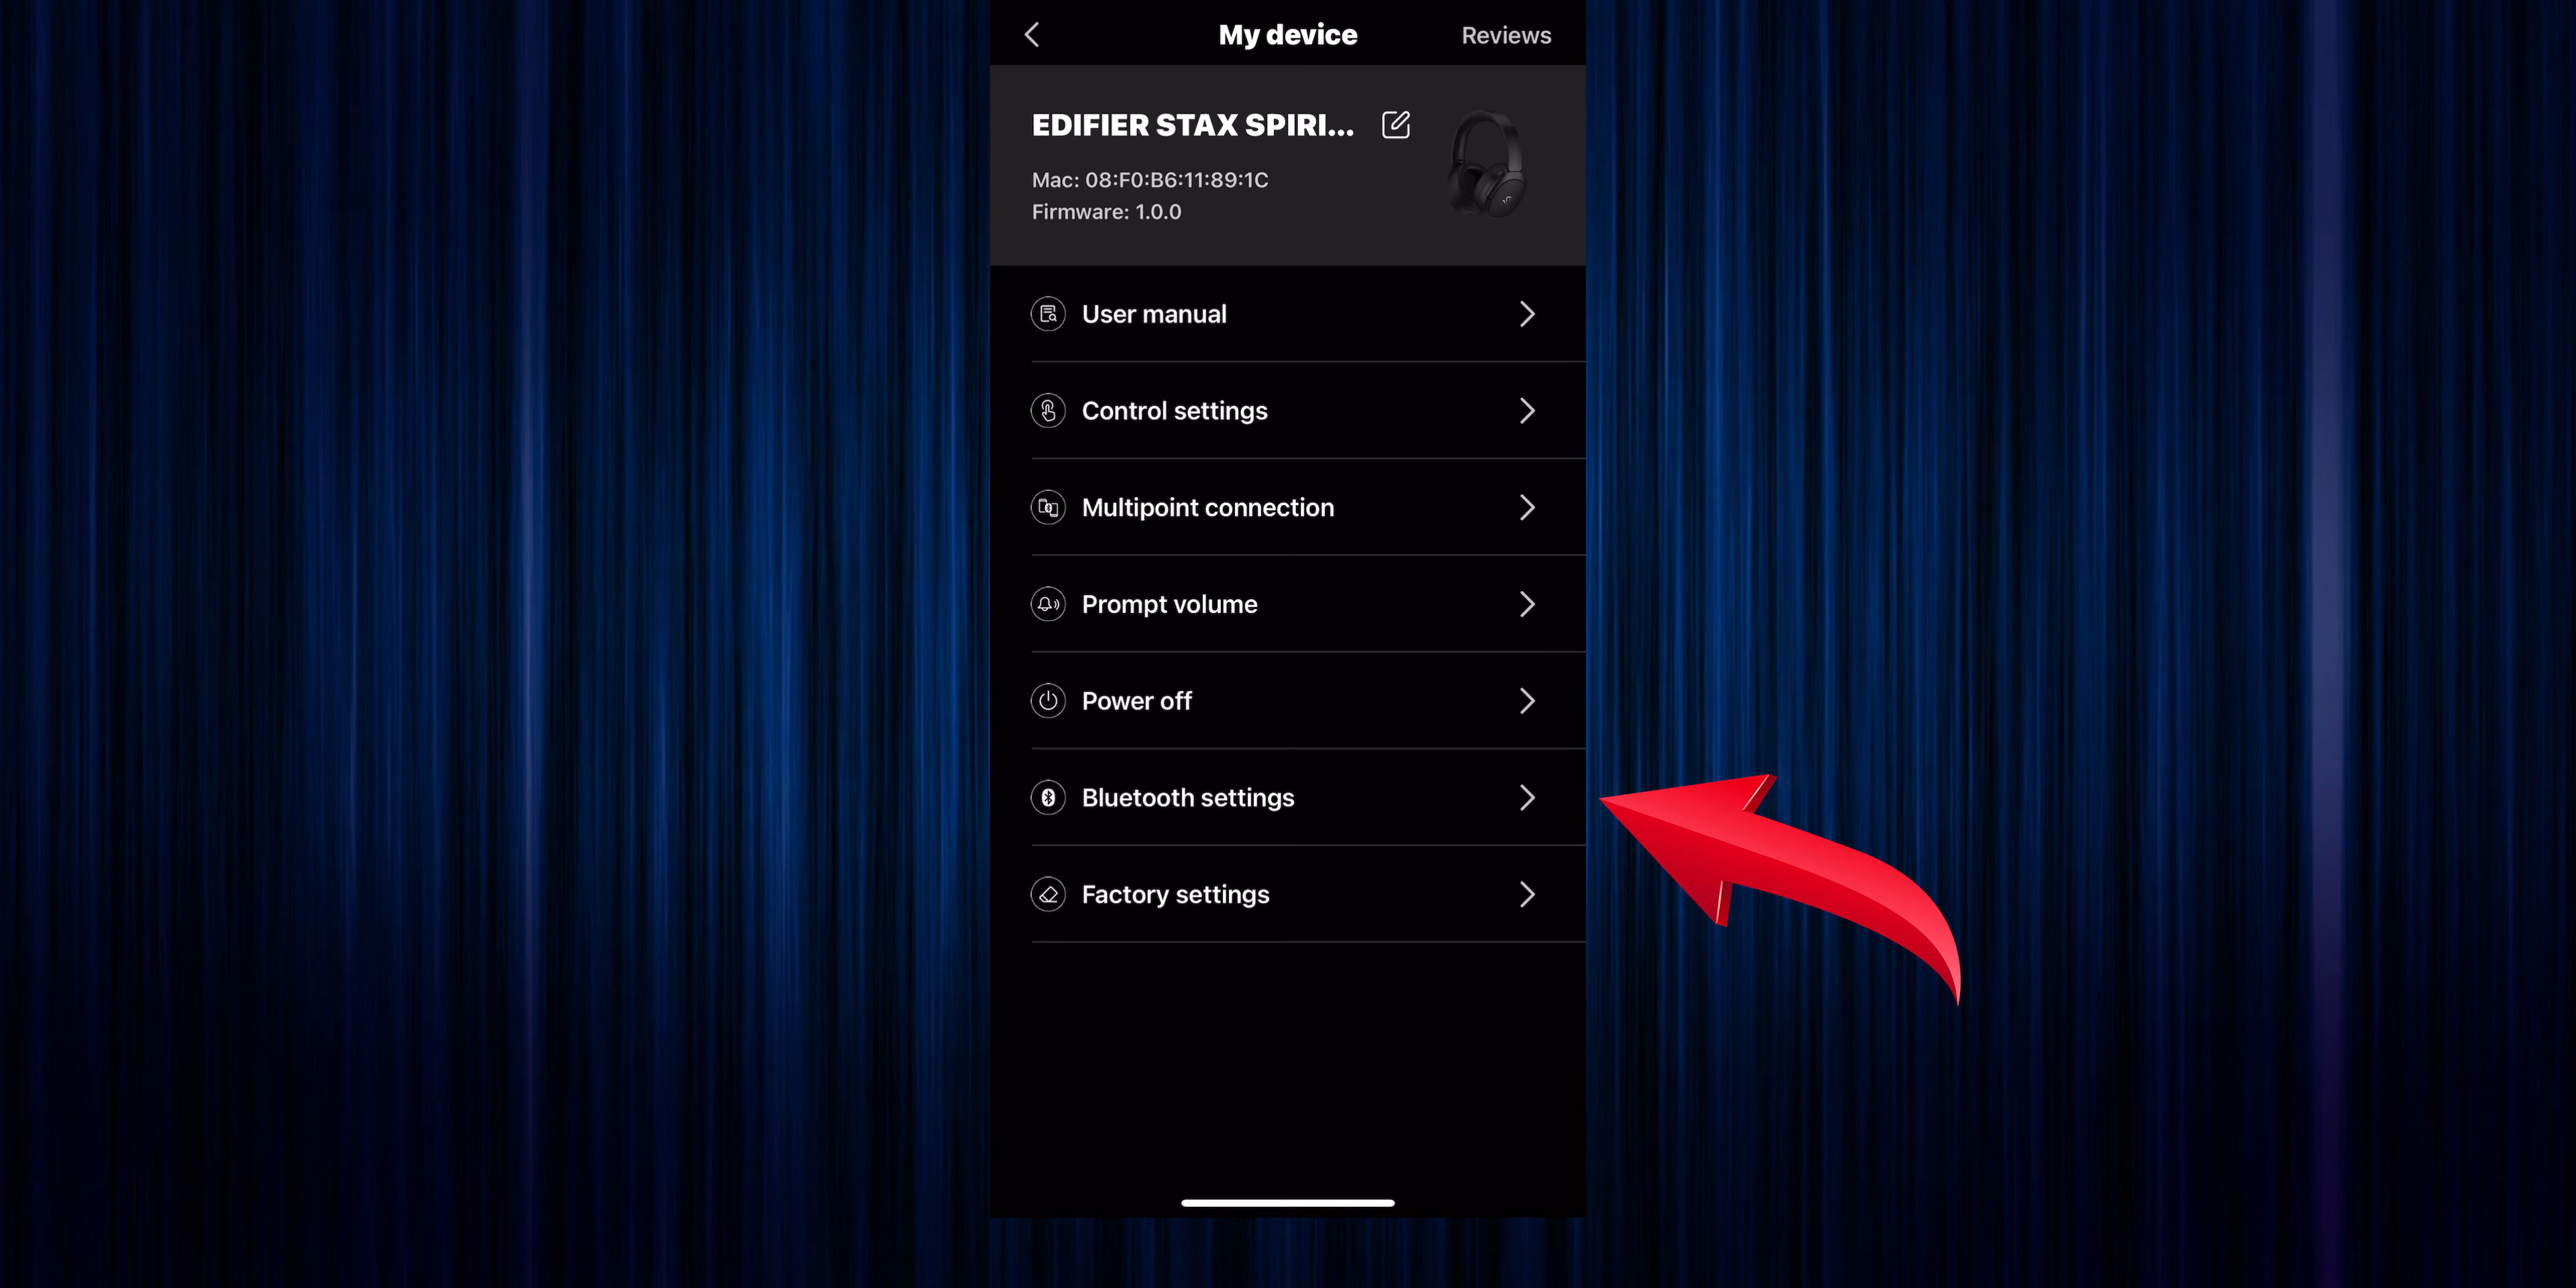 My device
Reviews
EDIFIER STAX SPIRI...
Mac: 08:F0:B6:11:89:1C
Firmware: 1.0.0
User manual
Control settings
Multipoint connection
Prompt volume
Power off
Bluetooth settings
Factory settings